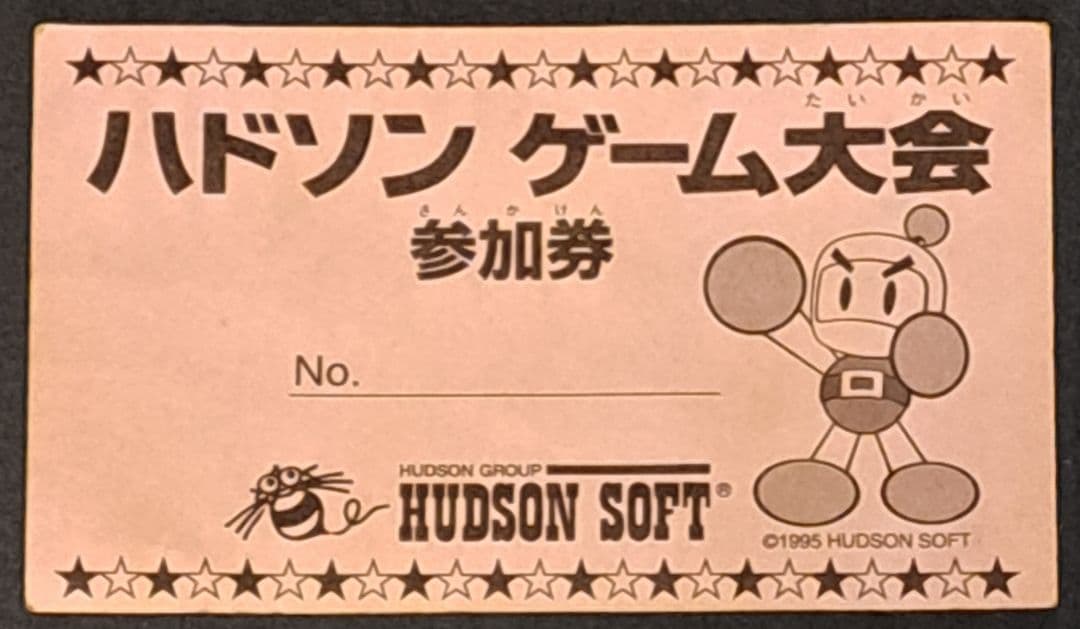 たいかい
ハドソン ゲーム大会
さんかけん
参加券
No.
HUDSON GROUP
HUDSON SOFT®
©1995 HUDSON SOFT